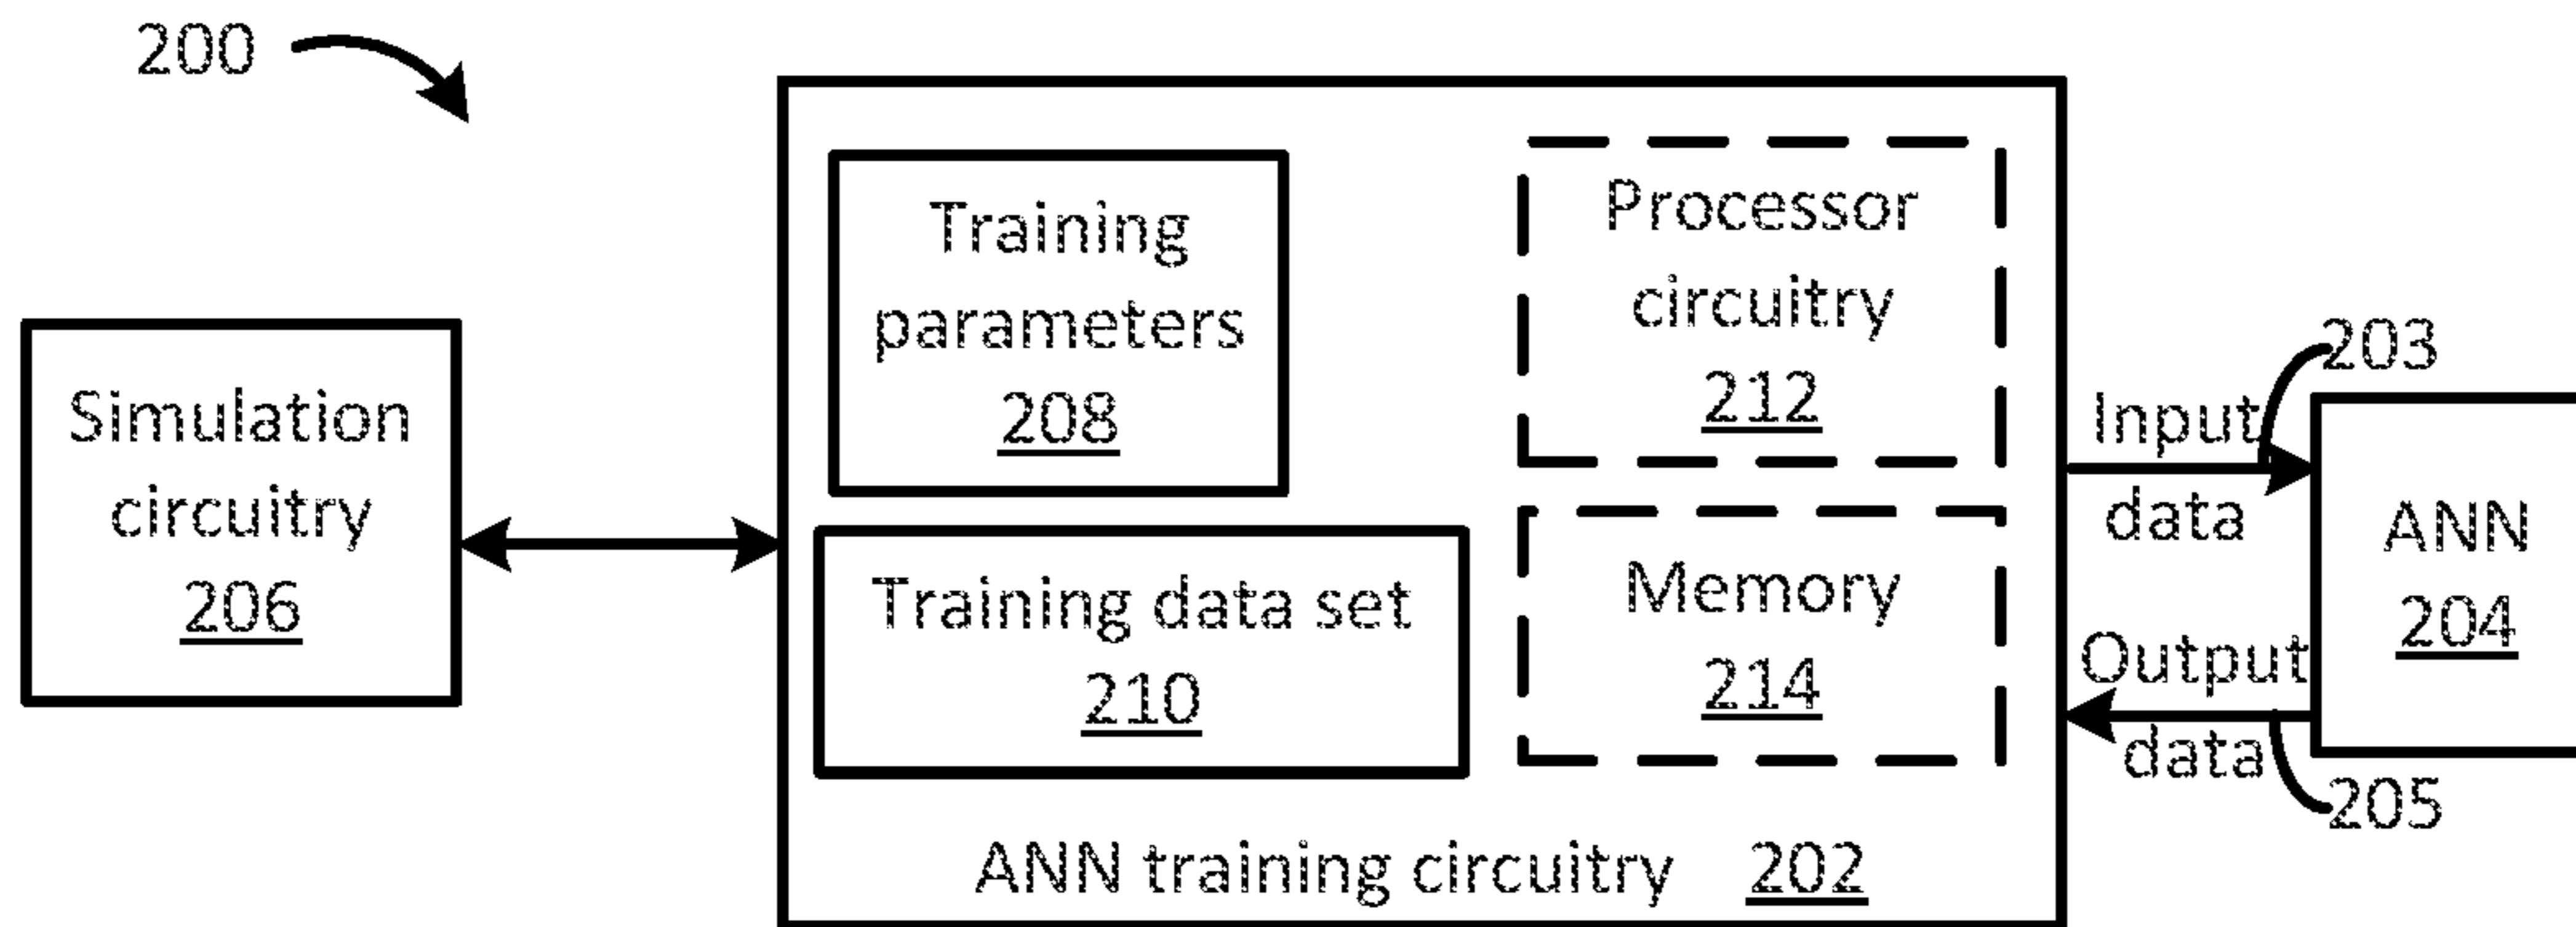 200
Simulation
circuitry
206
Training
parameters
208
Training data set
210
Processor
circuitry
212
Memory
214
ANN training circuitry 202
203
Input
data
ANN
204
Output
data
205